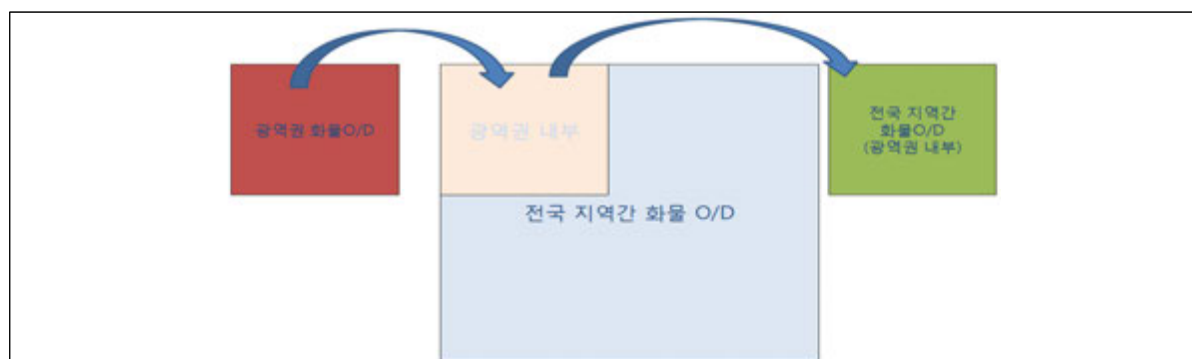 광역권 화물O/D
광역권 내부
전국 지역간
화물O/D
(광역권 내부)
전국 지역간 화물 O/D